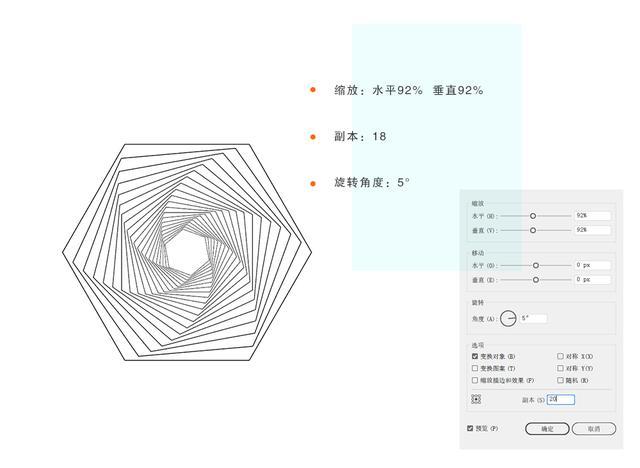 缩放：水平92%  垂直92%
副本：18
旋转角度：5°
缩放
水平 (H)： 92%
垂直 (V)： 92%
移动
水平 (O)： 0 px
垂直 (E)： 0 px
旋转
角度 (A)： 5°
选项
变换对象 (B) 对称 X(X)
变换图案 (T) 对称 Y(Y)
缩放描边和效果 (F) 随机 (R)
副本 (S) 20
预览 (P) 确定 取消